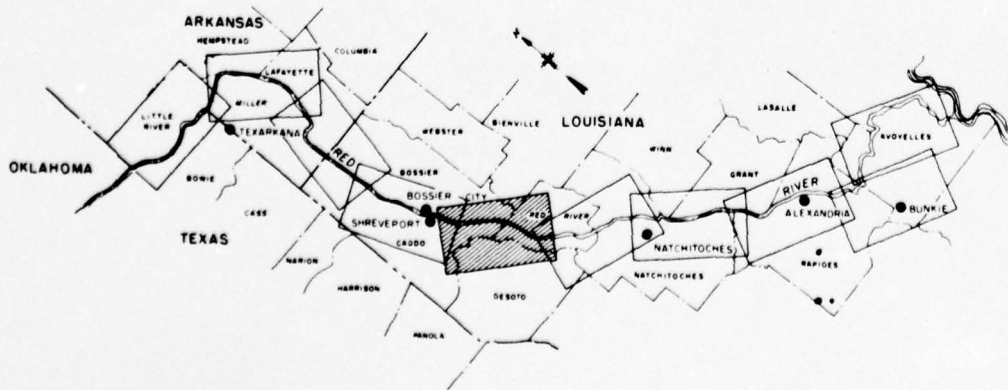 ARKANSAS
HEMPSTEAD
COLUMBIA
LAFAYETTE
LITTLE
RIVER
MILLER
TEXARKANA
OKLAHOMA
BOWIE
RED
WEBSTER
BIENVILLE
LOUISIANA
LASALLE
WINN
AVOYELLES
BOSSIER
CASS
TEXAS
BOSSIER CITY
SHREVEPORT
CADDO
RED RIVER
GRANT
RIVER
ALEXANDRIA
BUNKIE
NATCHITOCHES
NATCHITOCHES
RAPIDES
MARION
HARRISON
DESOTO
PANOLA